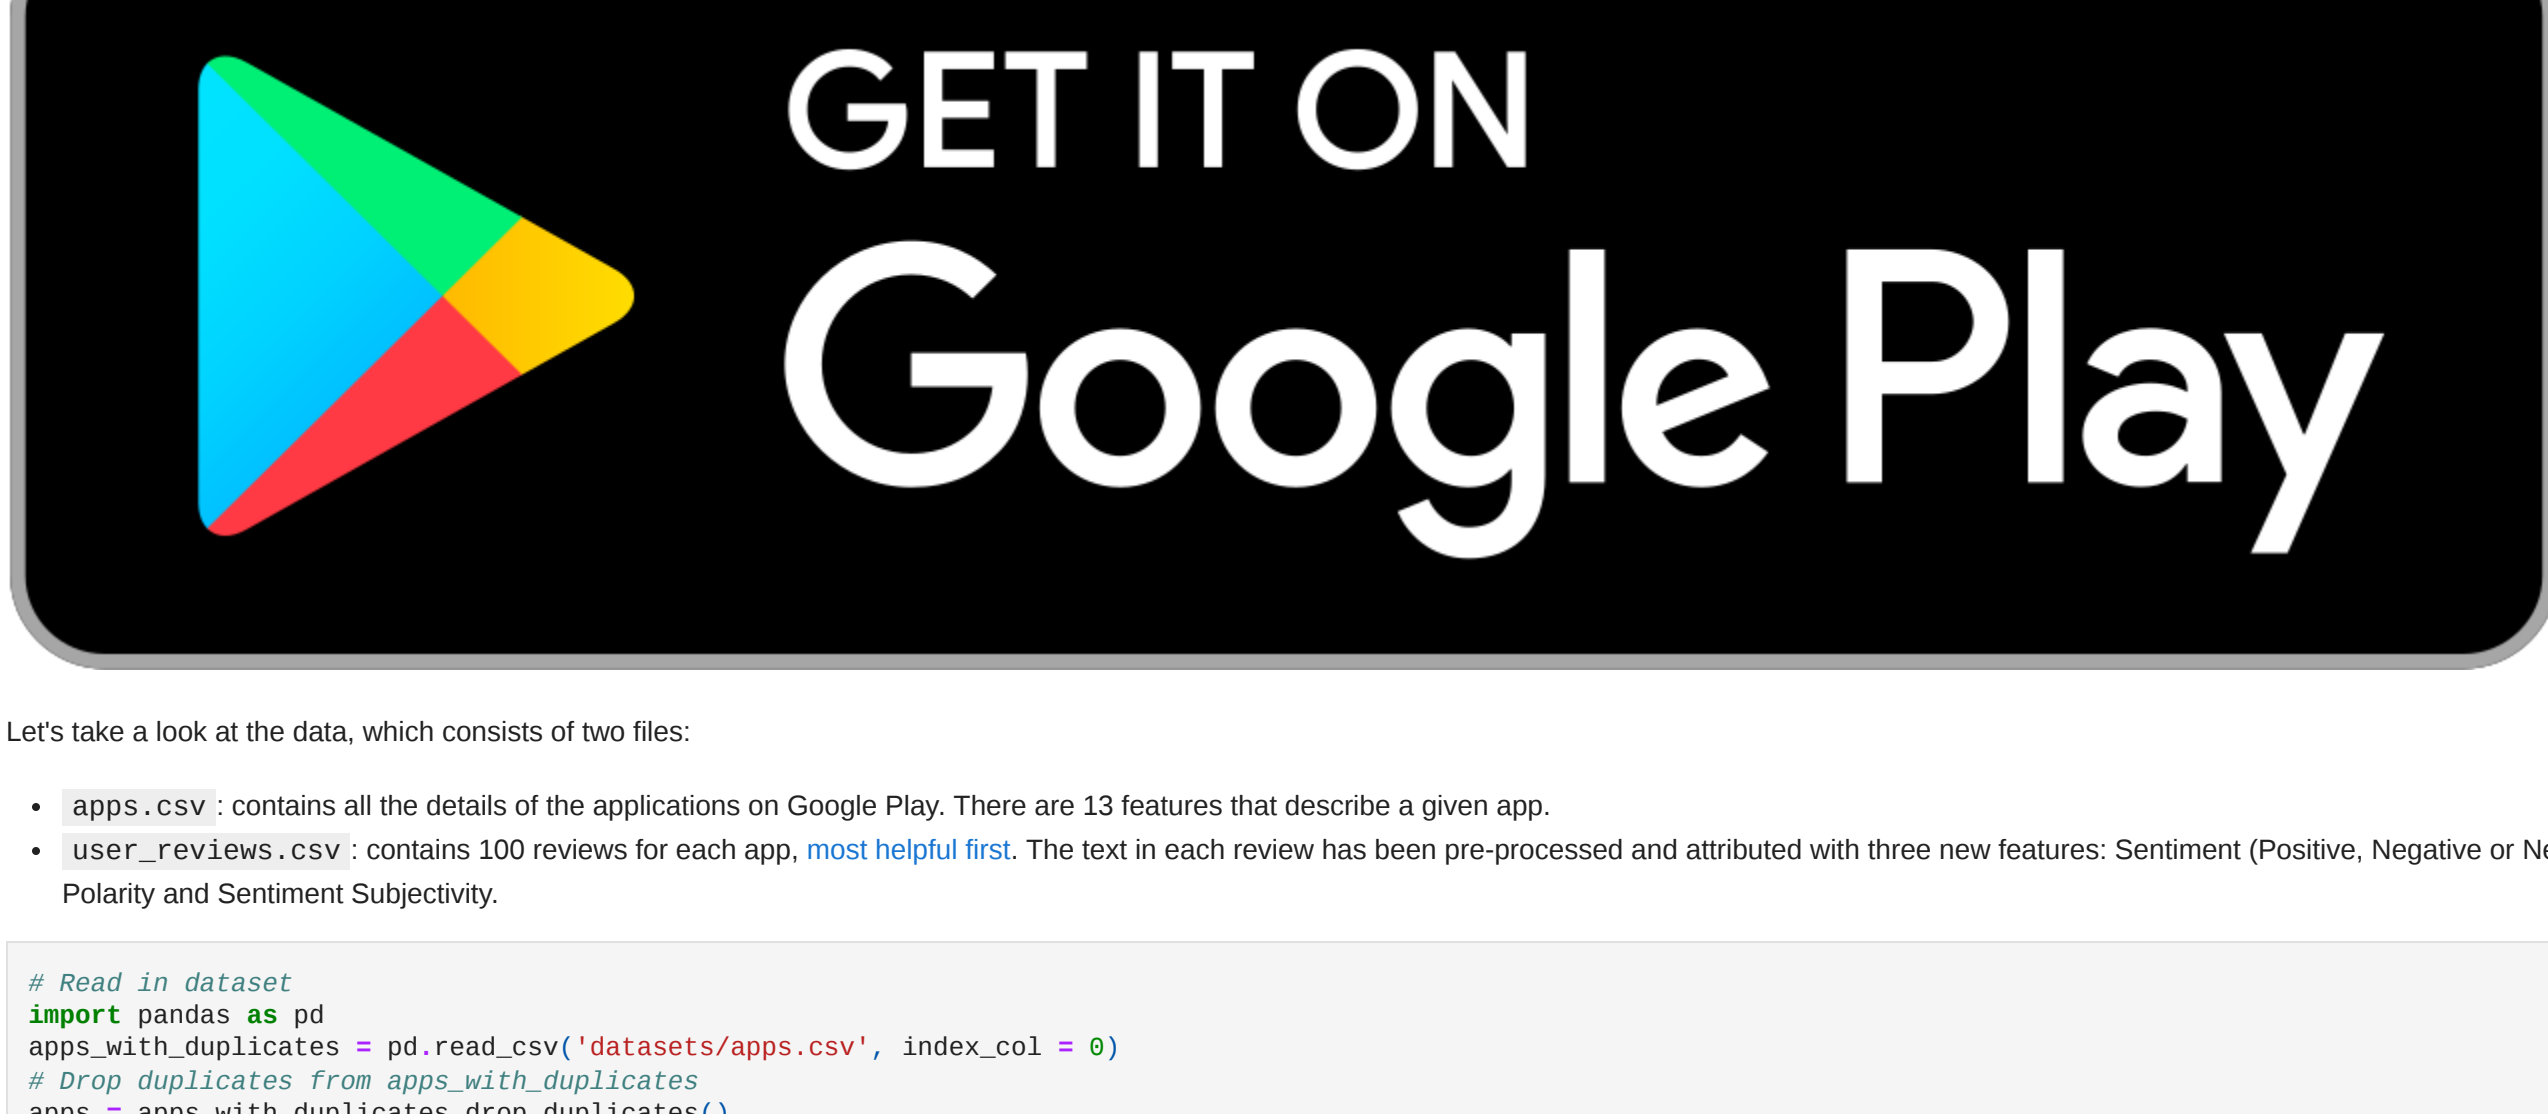 GET IT ON
Google Play
Let's take a look at the data, which consists of two files:
apps.csv : contains all the details of the applications on Google Play. There are 13 features that describe a given app.
user_reviews.csv : contains 100 reviews for each app, most helpful first. The text in each review has been pre-processed and attributed with three new features: Sentiment (Positive, Negative or
Polarity and Sentiment Subjectivity.
# Read in dataset
import pandas as pd
apps_with_duplicates = pd.read_csv('datasets/apps.csv', index_col = 0)
# Drop duplicates from apps_with_duplicates
apps = apps_with_duplicates.drop_duplicates()